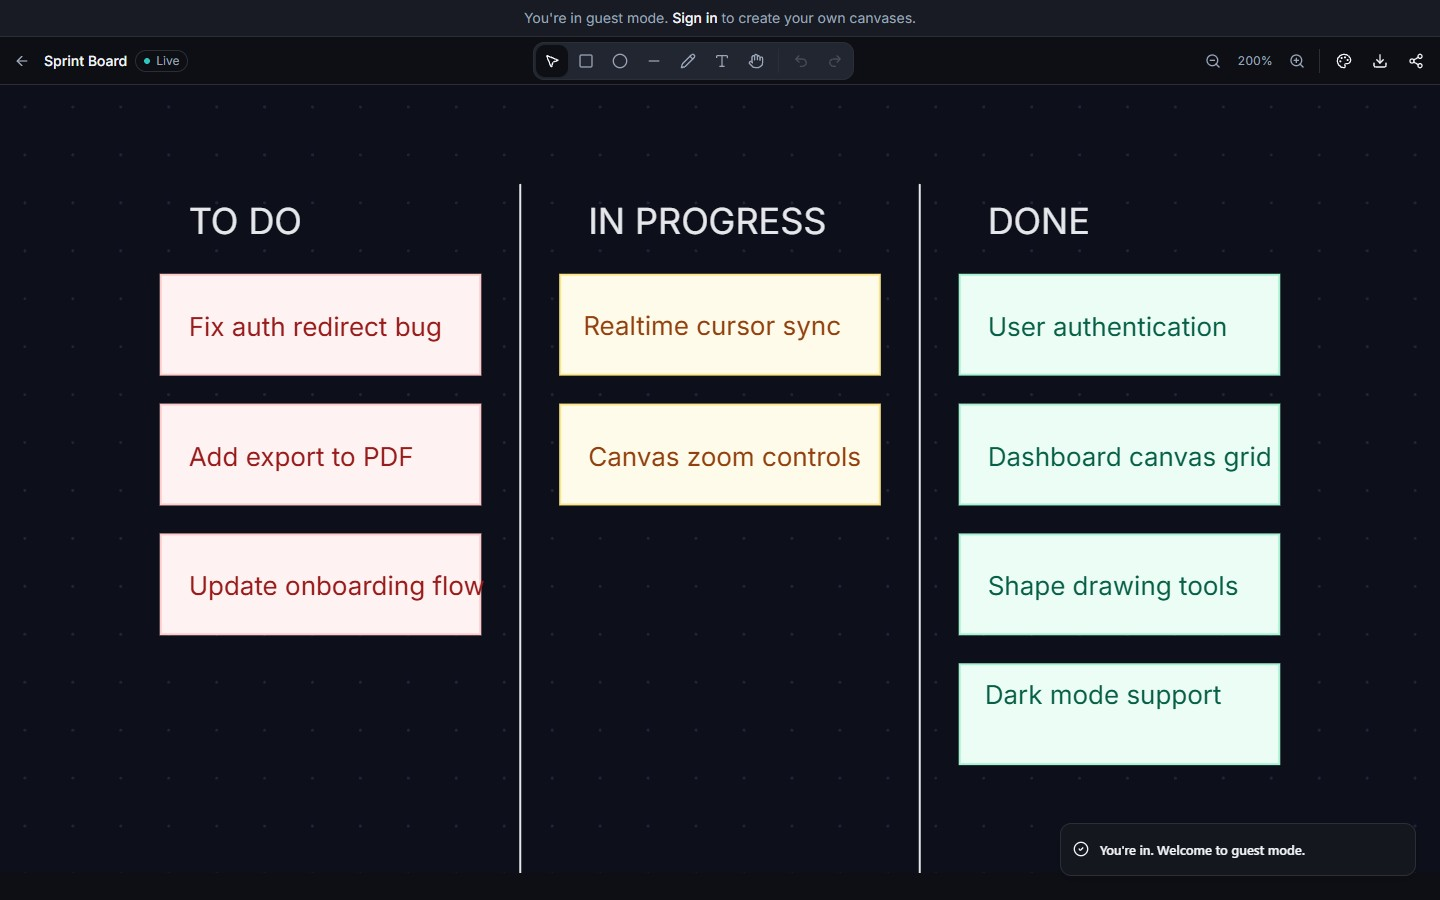 You're in guest mode. Sign in to create your own canvases.
Sprint Board
Live
200%
TO DO
IN PROGRESS
DONE
Fix auth redirect bug
Realtime cursor sync
User authentication
Add export to PDF
Canvas zoom controls
Dashboard canvas grid
Update onboarding flow
Shape drawing tools
Dark mode support
You're in. Welcome to guest mode.